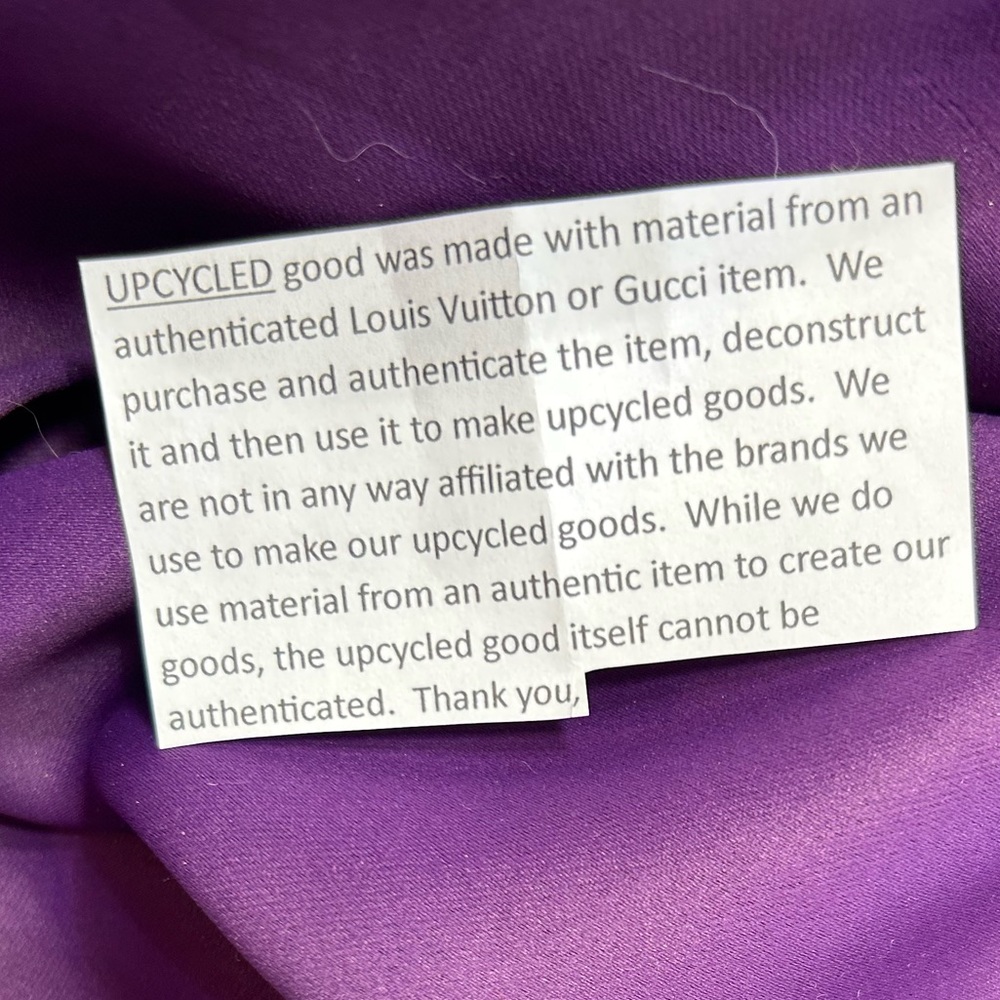 UPCYCLED good was made with material from an
authenticated Louis Vuitton or Gucci item.  We
purchase and authenticate the item, deconstruct
it and then use it to make upcycled goods.  We
are not in any way affiliated with the brands we
use to make our upcycled goods.  While we do
use material from an authentic item to create our
goods, the upcycled good itself cannot be
authenticated.  Thank you,